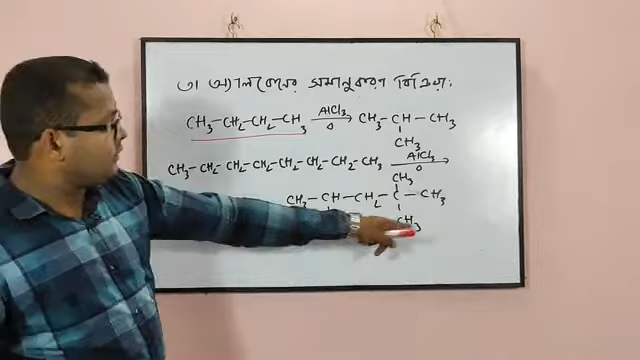 ৩। অ্যালকেনের সমানুকরণ বিক্রিয়া:
CH3-CH2-CH2-CH3 AlCl3 Δ → CH3-CH-CH3
CH3
CH3-CH2-CH2-CH2-CH2-CH2-CH2-CH3 AlCl3 Δ →
CH3
CH3-CH-CH2-C-CH3
CH3